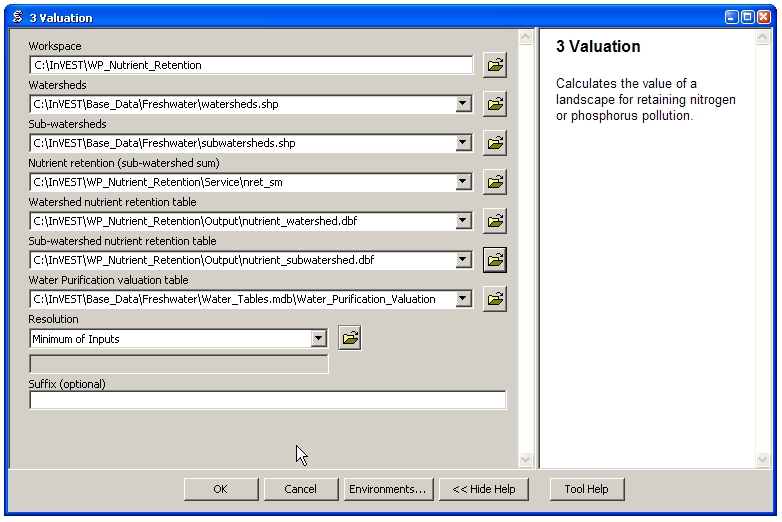 3 Valuation
Workspace
C:\InVEST\WP_Nutrient_Retention
Watersheds
C:\InVEST\Base_Data\Freshwater\watersheds.shp
Sub-watersheds
C:\InVEST\Base_Data\Freshwater\subwatersheds.shp
Nutrient retention (sub-watershed sum)
C:\InVEST\WP_Nutrient_Retention\Service\nret_sm
Watershed nutrient retention table
C:\InVEST\WP_Nutrient_Retention\Output\nutrient_watershed.dbf
Sub-watershed nutrient retention table
C:\InVEST\WP_Nutrient_Retention\Output\nutrient_subwatershed.dbf
Water Purification valuation table
C:\InVEST\Base_Data\Freshwater\Water_Tables.mdb\Water_Purification_Valuation
Resolution
Minimum of Inputs
Suffix (optional)
3 Valuation
Calculates the value of a
landscape for retaining nitrogen
or phosphorus pollution.
OK Cancel Environments... << Hide Help Tool Help